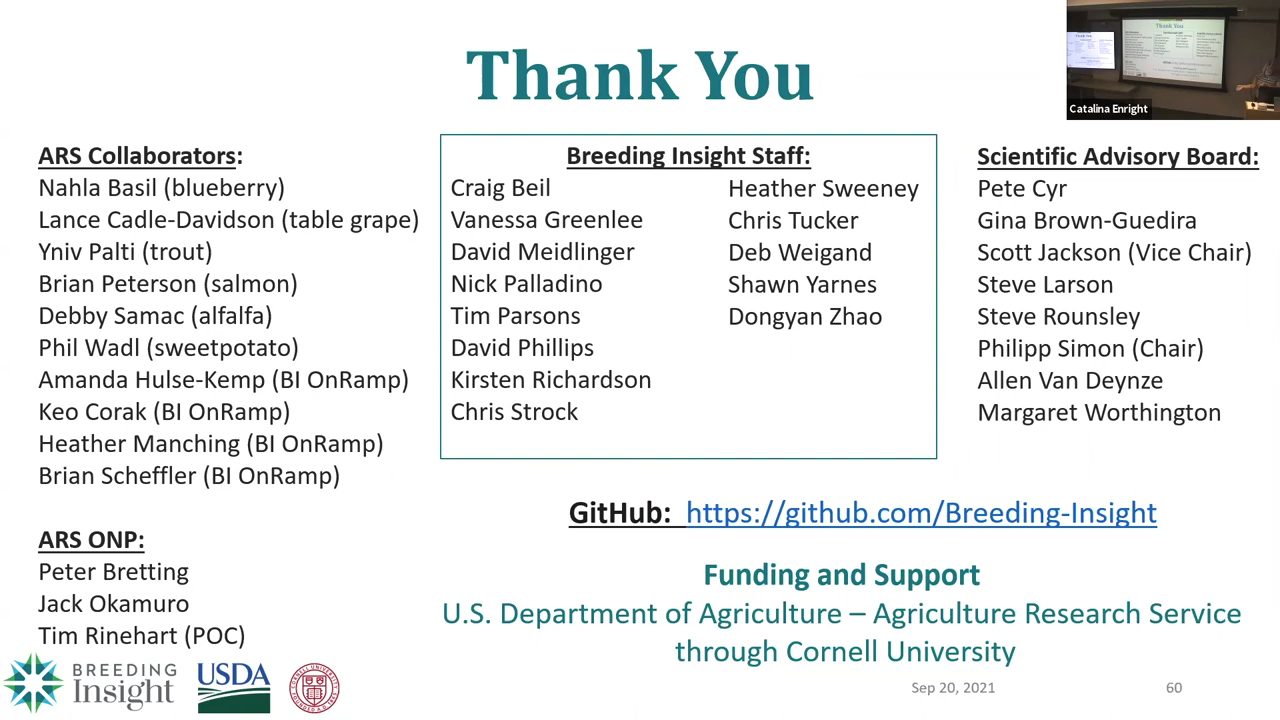 Thank You
Catalina Enright
ARS Collaborators:
Nahla Basil (blueberry)
Lance Cadle-Davidson (table grape)
Yniv Palti (trout)
Brian Peterson (salmon)
Debby Samac (alfalfa)
Phil Wadl (sweetpotato)
Amanda Hulse-Kemp (BI OnRamp)
Keo Corak (BI OnRamp)
Heather Manching (BI OnRamp)
Brian Scheffler (BI OnRamp)
ARS ONP:
Peter Bretting
Jack Okamuro
Tim Rinehart (POC)
Breeding Insight Staff:
Craig Beil
Vanessa Greenlee
David Meidlinger
Nick Palladino
Tim Parsons
David Phillips
Kirsten Richardson
Chris Strock
Heather Sweeney
Chris Tucker
Deb Weigand
Shawn Yarnes
Dongyan Zhao
Scientific Advisory Board:
Pete Cyr
Gina Brown-Guedira
Scott Jackson (Vice Chair)
Steve Larson
Steve Rounsley
Philipp Simon (Chair)
Allen Van Deynze
Margaret Worthington
GitHub: https://github.com/Breeding-Insight
Funding and Support
U.S. Department of Agriculture – Agriculture Research Service
through Cornell University
BREEDING
Insight
USDA
Sep 20, 2021
60